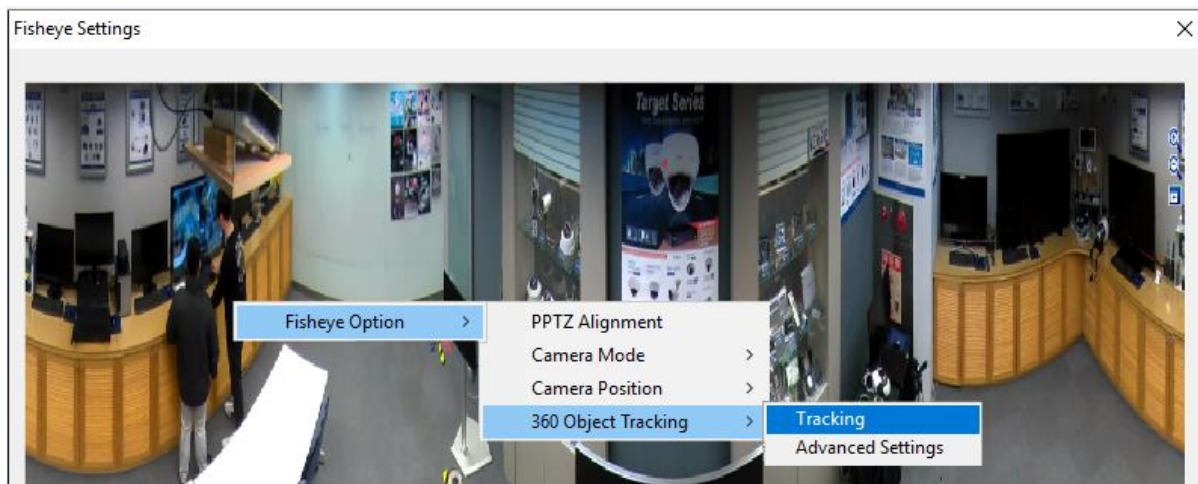 Fisheye Settings
Target Series
Fisheye Option
PPTZ Alignment
Camera Mode
Camera Position
360 Object Tracking
Tracking
Advanced Settings